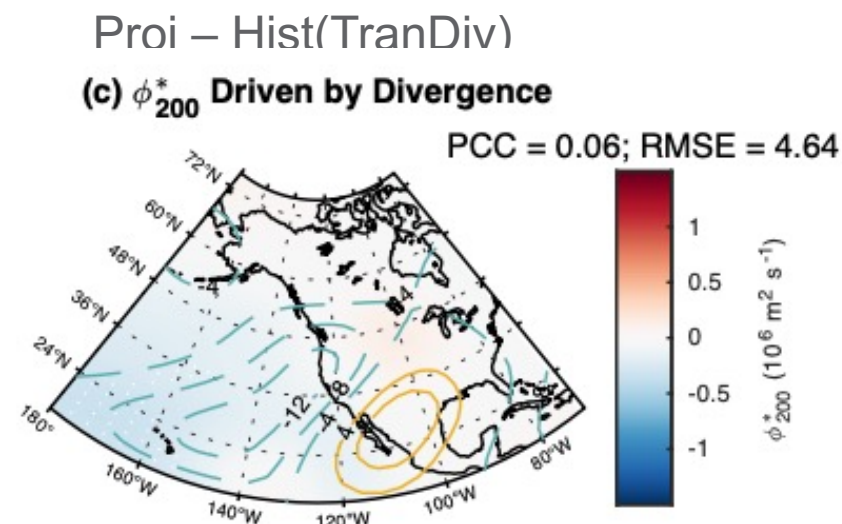 Proj – Hist(TranDiv)
(c) ϕ*200 Driven by Divergence
PCC = 0.06; RMSE = 4.64
72°N
60°N
48°N
36°N
24°N
180°
160°W
140°W
120°W
100°W
80°W
-4
4
-12
-8
-4
4
1
0.5
0
-0.5
-1
ϕ*200 (10⁶ m² s⁻¹)